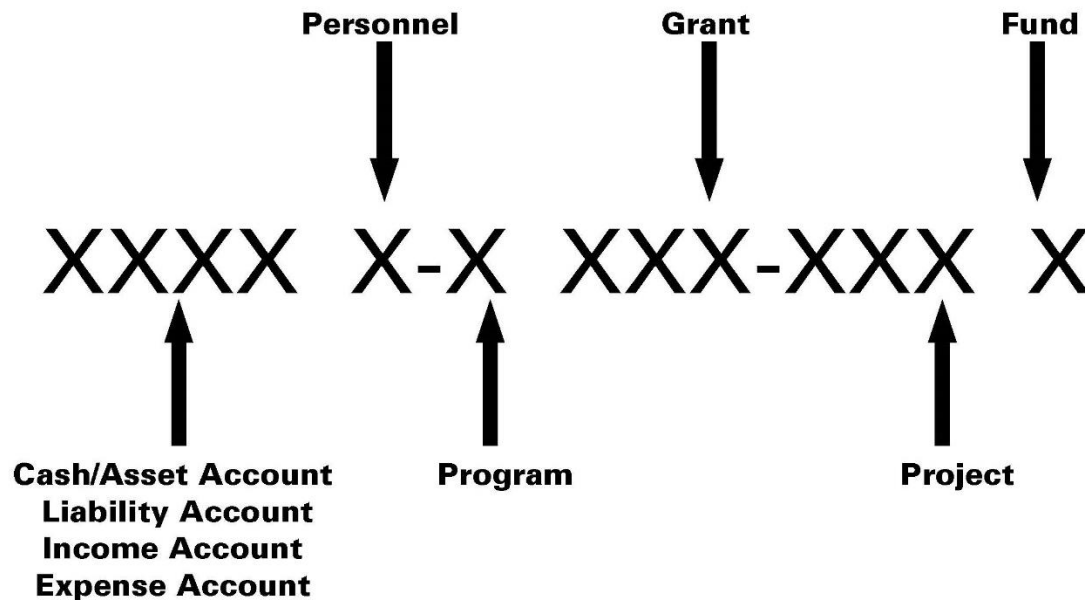 Personnel Grant Fund
XXXX X-X XXX-XXX X
Cash/Asset Account Program Project
Liability Account
Income Account
Expense Account